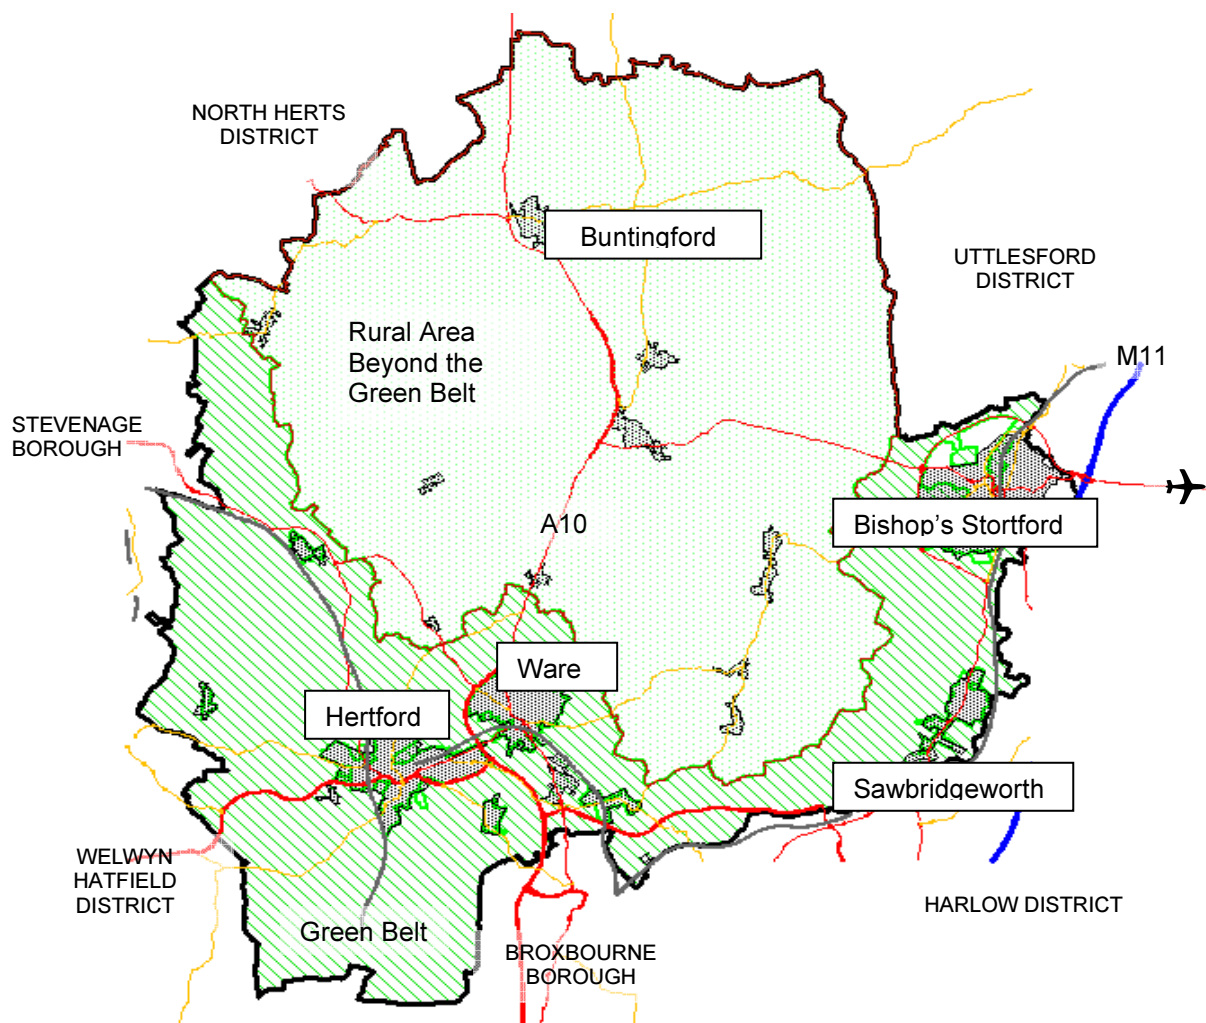 NORTH HERTS
DISTRICT
Buntingford
UTTLESFORD
DISTRICT
Rural Area
Beyond the
Green Belt
M11
STEVENAGE
BOROUGH
A10
Bishop's Stortford
Ware
Hertford
Sawbridgeworth
WELWYN
HATFIELD
DISTRICT
HARLOW DISTRICT
Green Belt
BROXBOURNE
BOROUGH